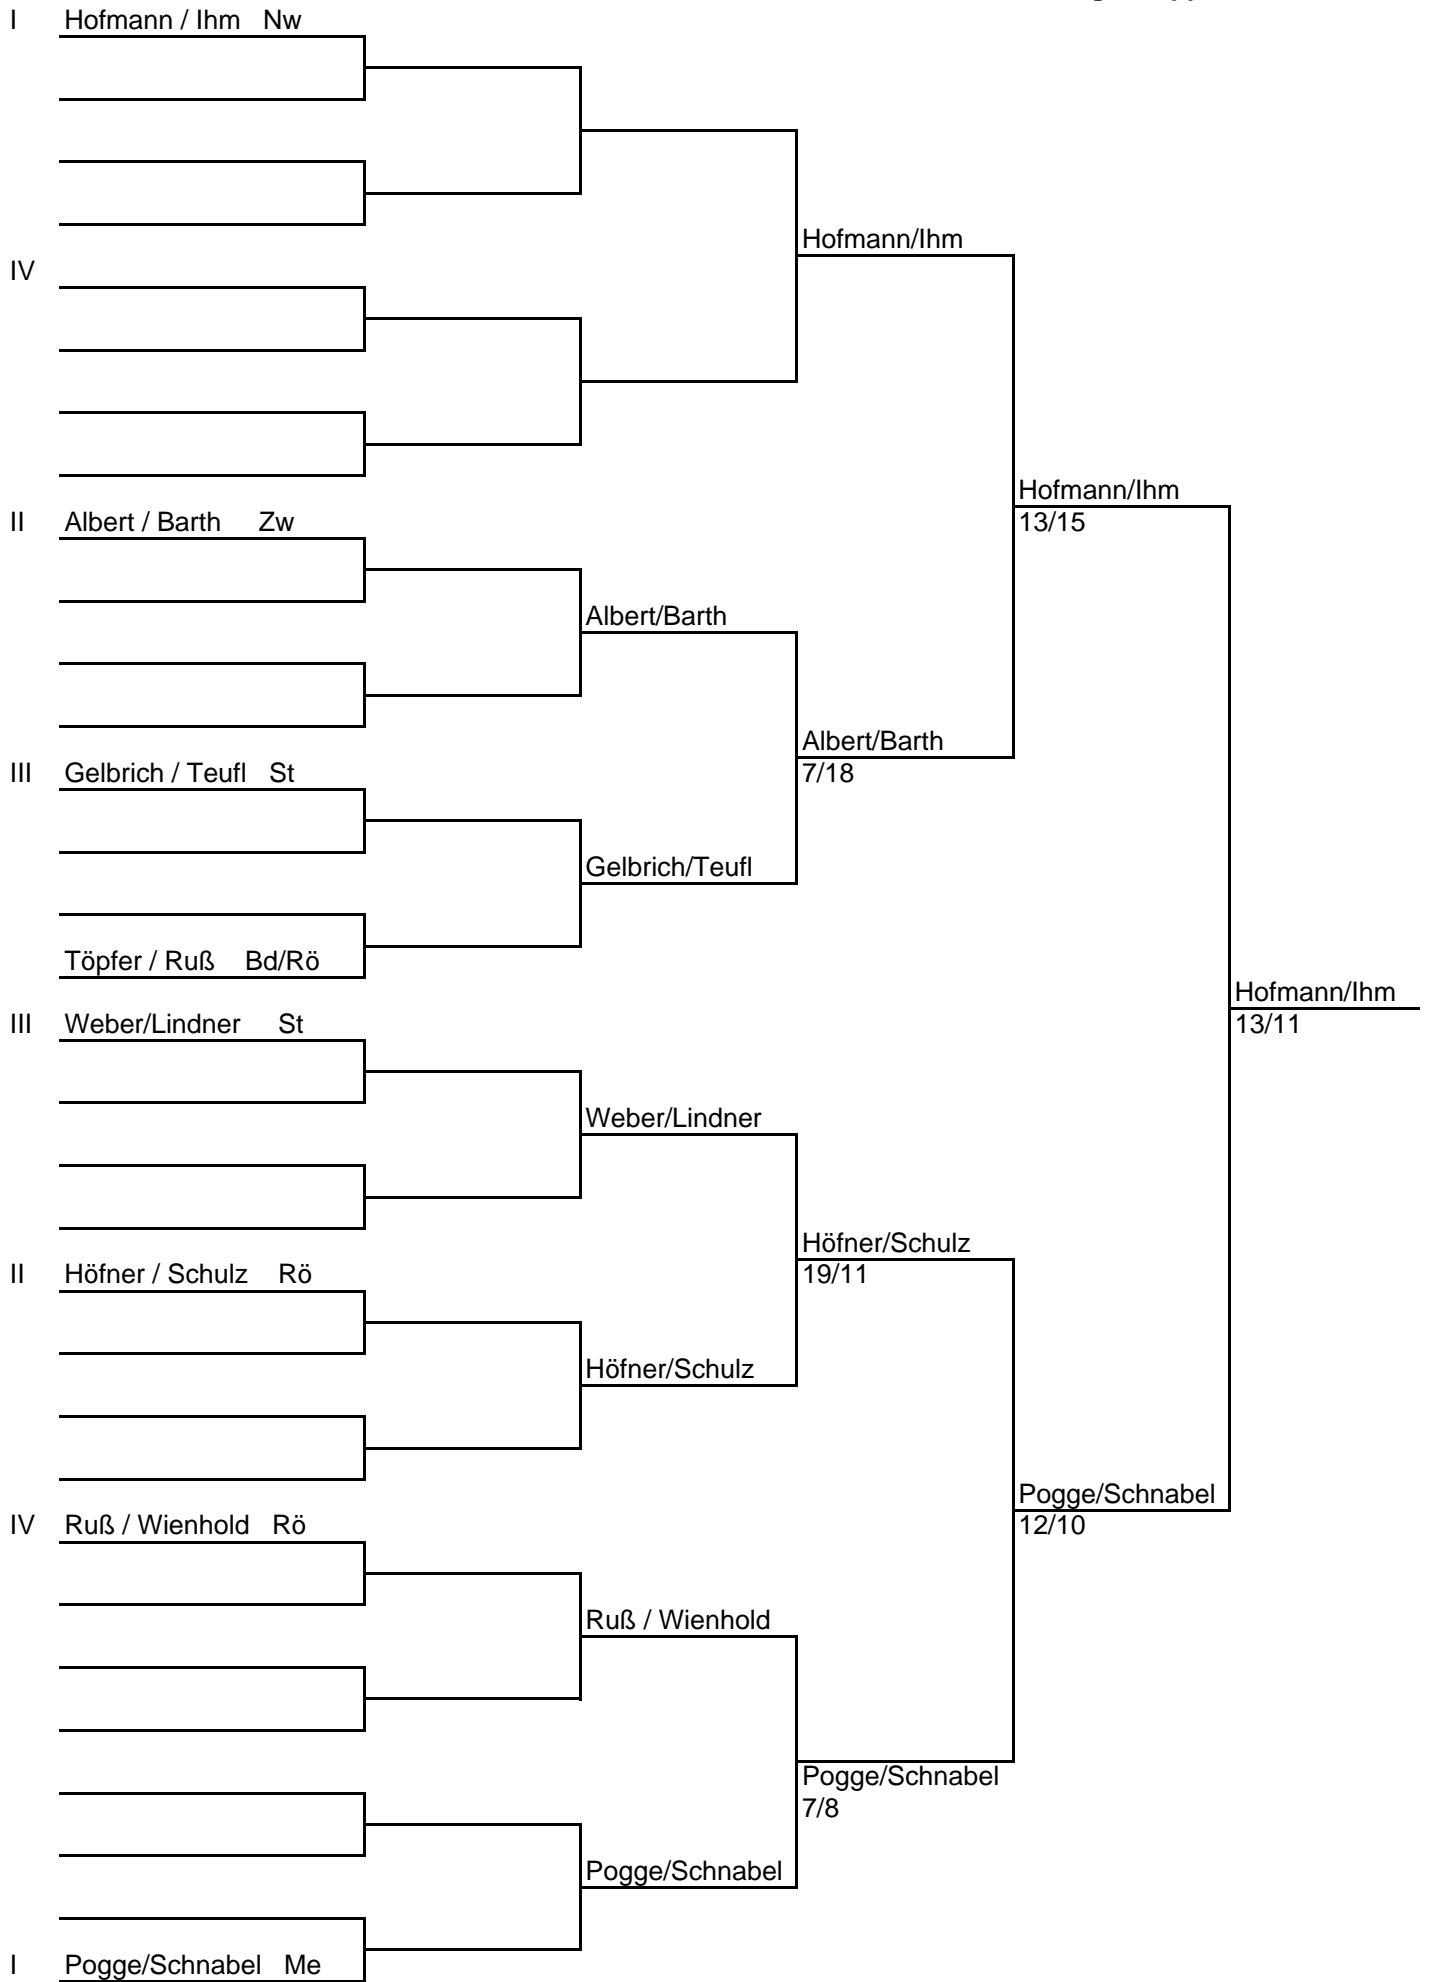 I Hofmann / Ihm Nw
Hofmann/Ihm
IV
Hofmann/Ihm
II Albert / Barth Zw
13/15
Albert/Barth
Albert/Barth
III Gelbrich / Teufl St
7/18
Gelbrich/Teufl
Töpfer / Ruß Bd/Rö
Hofmann/Ihm
III Weber/Lindner St
13/11
Weber/Lindner
Höfner/Schulz
II Höfner / Schulz Rö
19/11
Höfner/Schulz
Pogge/Schnabel
IV Ruß / Wienhold Rö
12/10
Ruß / Wienhold
Pogge/Schnabel
7/8
Pogge/Schnabel
I Pogge/Schnabel Me